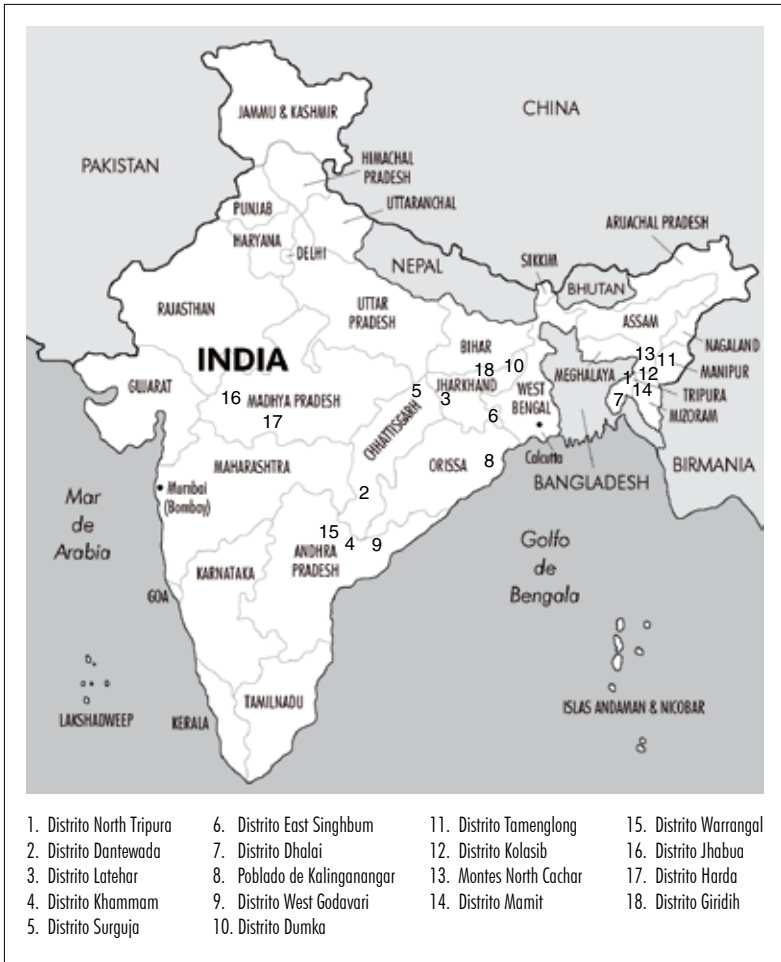 CHINA
JAMMU & KASHMIR
PAKISTAN
HIMACHAL
PRADESH
PUNJAB
UTTARANCHAL
HARYANA
DELHI
ARUACHAL PRADESH
NEPAL
SIKKIM
BHUTAN
RAJASTHAN
UTTAR
PRADESH
ASSAM
INDIA
BIHAR
NAGALAND
18
10
13
11
MEGHALAYA
MANIPUR
GUJARAT
16
MADHYA PRADESH
5
JHARKHAND
3
WEST
BENGAL
1
12
14
7
TRIPURA
MIZORAM
17
6
CHHATTISGARH
MAHARASHTRA
ORISSA
8
Calcutta
BANGLADESH
BIRMANIA
Mar
de
Arabia
Mumbai
(Bombay)
2
15
4
9
ANDHRA
PRADESH
Golfo
de
Bengala
KARNATAKA
GOA
TAMILNADU
LAKSHADWEEP
KERALA
ISLAS ANDAMAN & NICOBAR
1. Distrito North Tripura
2. Distrito Dantewada
3. Distrito Latehar
4. Distrito Khammam
5. Distrito Surguja
6. Distrito East Singhbum
7. Distrito Dhalai
8. Poblado de Kalinganangar
9. Distrito West Godavari
10. Distrito Dumka
11. Distrito Tamenglong
12. Distrito Kolasib
13. Montes North Cachar
14. Distrito Mamit
15. Distrito Warrangal
16. Distrito Jhabua
17. Distrito Harda
18. Distrito Giridih